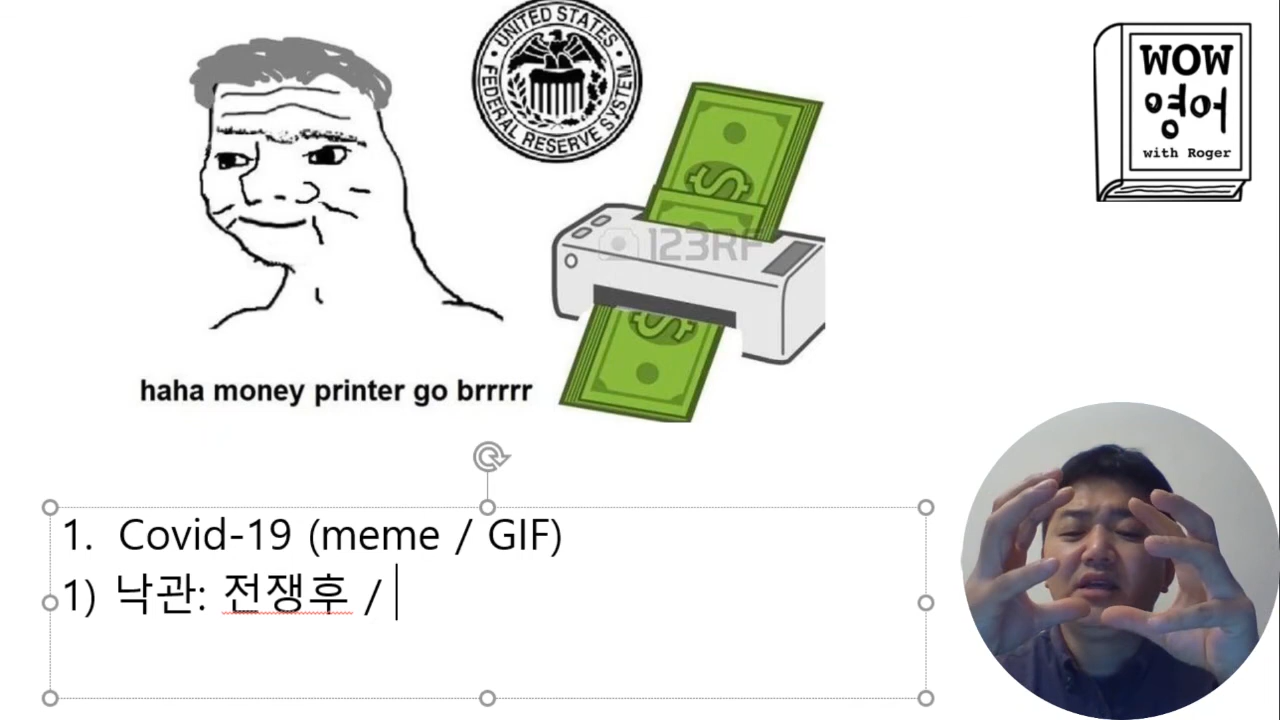 UNITED STATES
FEDERAL RESERVE SYSTEM
WOW
영어
with Roger
123RF
haha money printer go brrrrr
1. Covid-19 (meme / GIF)
1) 낙관: 전쟁후 /